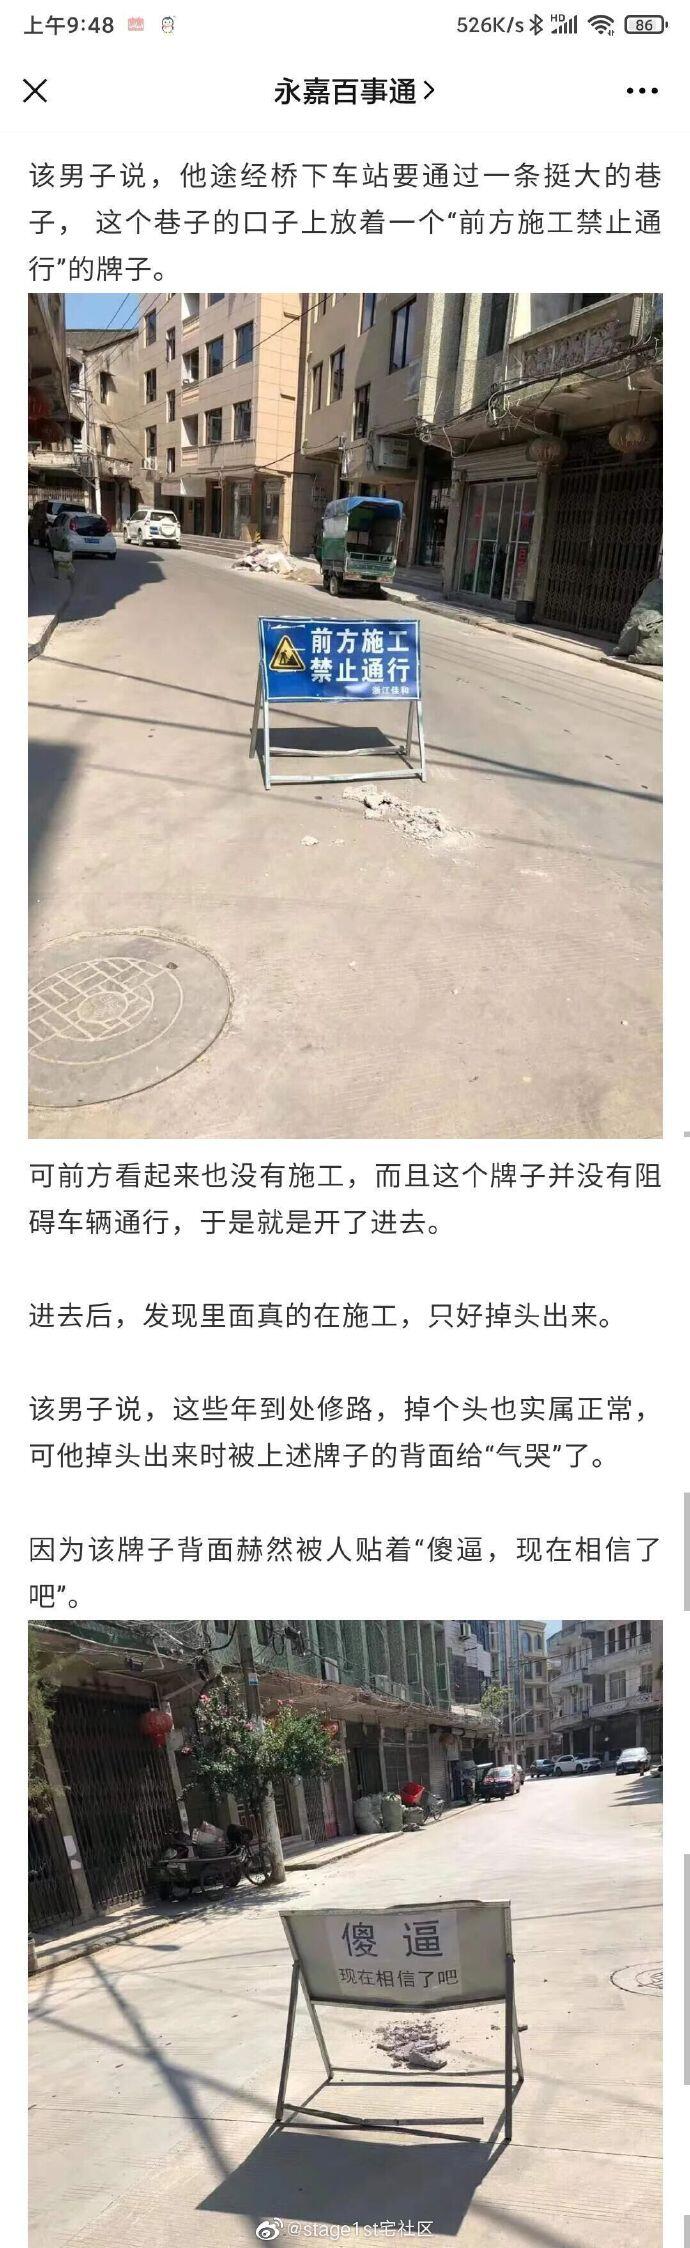 上午9:48
526K/s
HD
86
永嘉百事通
该男子说，他途经桥下车站要通过一条挺大的巷
子， 这个巷子的口子上放着一个“前方施工禁止通
行”的牌子。
前方施工
禁止通行
浙江佳和
可前方看起来也没有施工，而且这个牌子并没有阻
碍车辆通行，于是就是开了进去。
进去后，发现里面真的在施工，只好掉头出来。
该男子说，这些年到处修路，掉个头也实属正常，
可他掉头出来时被上述牌子的背面给“气哭”了。
因为该牌子背面赫然被人贴着“傻逼，现在相信了
吧”。
傻逼
现在相信了吧
@stage1st宅社区